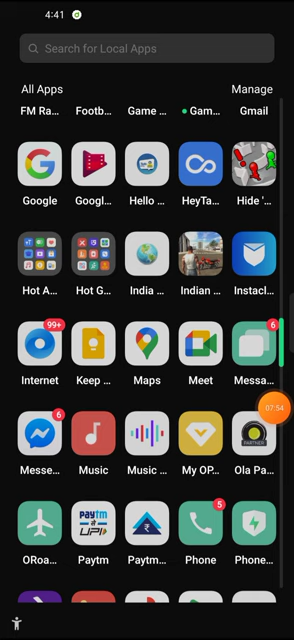 4:41
Search for Local Apps
All Apps Manage
FM Ra... Footb... Game ... Gam... Gmail
Google Googl... Hello ... HeyTa... Hide '...
Hot A... Hot G... India ... Indian ... Instacl...
99+ 6
Internet Keep ... Maps Meet Messa...
07:54
6
PARTNER
Messe... Music Music ... My OP... Ola Pa...
5
paytm
UPI
ORoa... Paytm Paytm... Phone Phone...